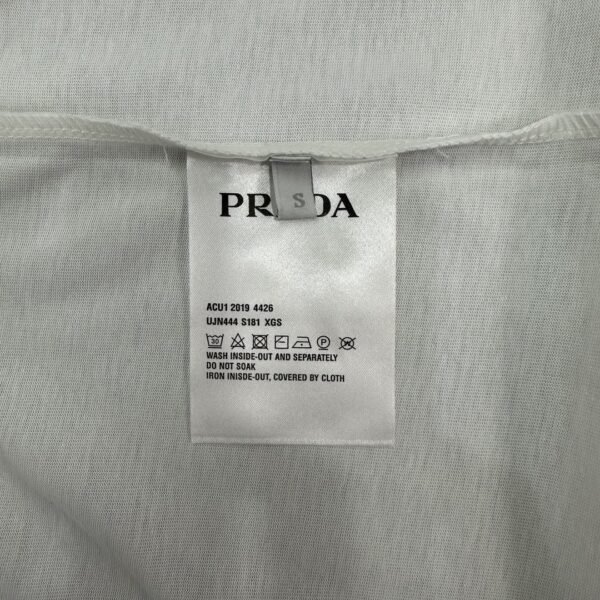 PRADA
S
ACU1 2019 4426
UJN444 S181 XGS
30
WASH INSIDE-OUT AND SEPARATELY
DO NOT SOAK
IRON INISDE-OUT, COVERED BY CLOTH